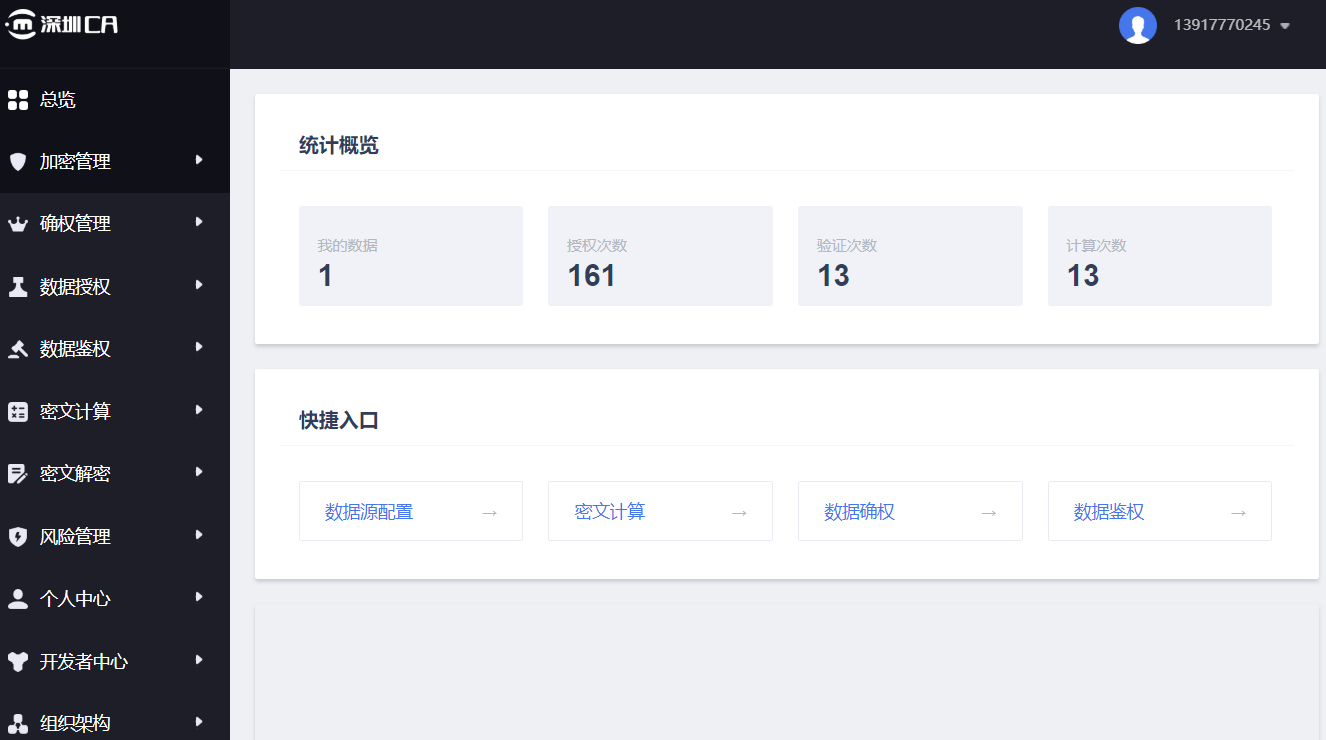 深圳CA
13917770245
总览
加密管理
确权管理
数据授权
数据鉴权
密文计算
密文解密
风险管理
个人中心
开发者中心
组织架构
统计概览
我的数据 授权次数 验证次数 计算次数
1 161 13 13
快捷入口
数据源配置 → 密文计算 → 数据确权 → 数据鉴权 →